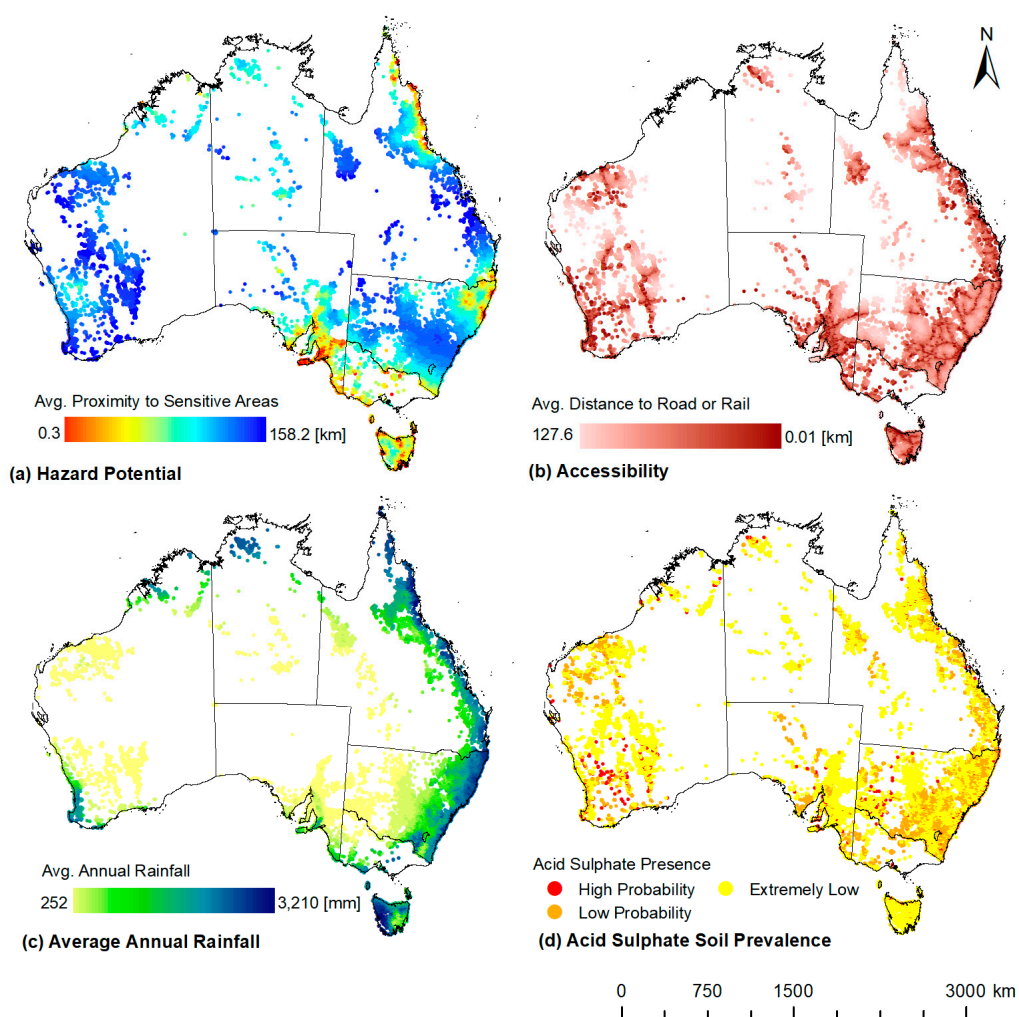 N
Avg. Proximity to Sensitive Areas
0.3 158.2 [km]
(a) Hazard Potential
Avg. Distance to Road or Rail
127.6 0.01 [km]
(b) Accessibility
Avg. Annual Rainfall
252 3,210 [mm]
(c) Average Annual Rainfall
Acid Sulphate Presence
High Probability Extremely Low
Low Probability
(d) Acid Sulphate Soil Prevalence
0 750 1500 3000 km